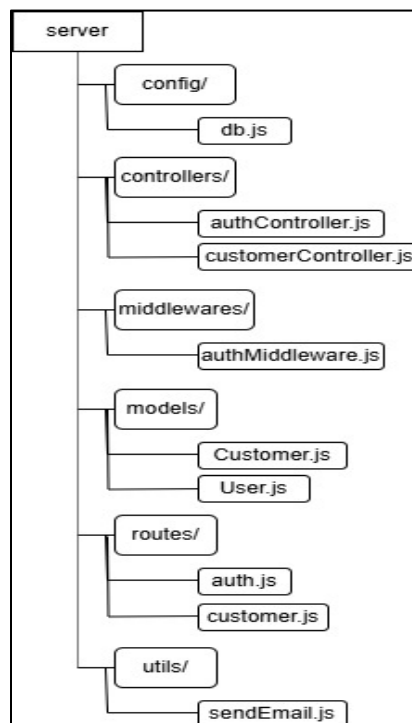 server
config/
db.js
controllers/
authController.js
customerController.js
middlewares/
authMiddleware.js
models/
Customer.js
User.js
routes/
auth.js
customer.js
utils/
sendEmail.js